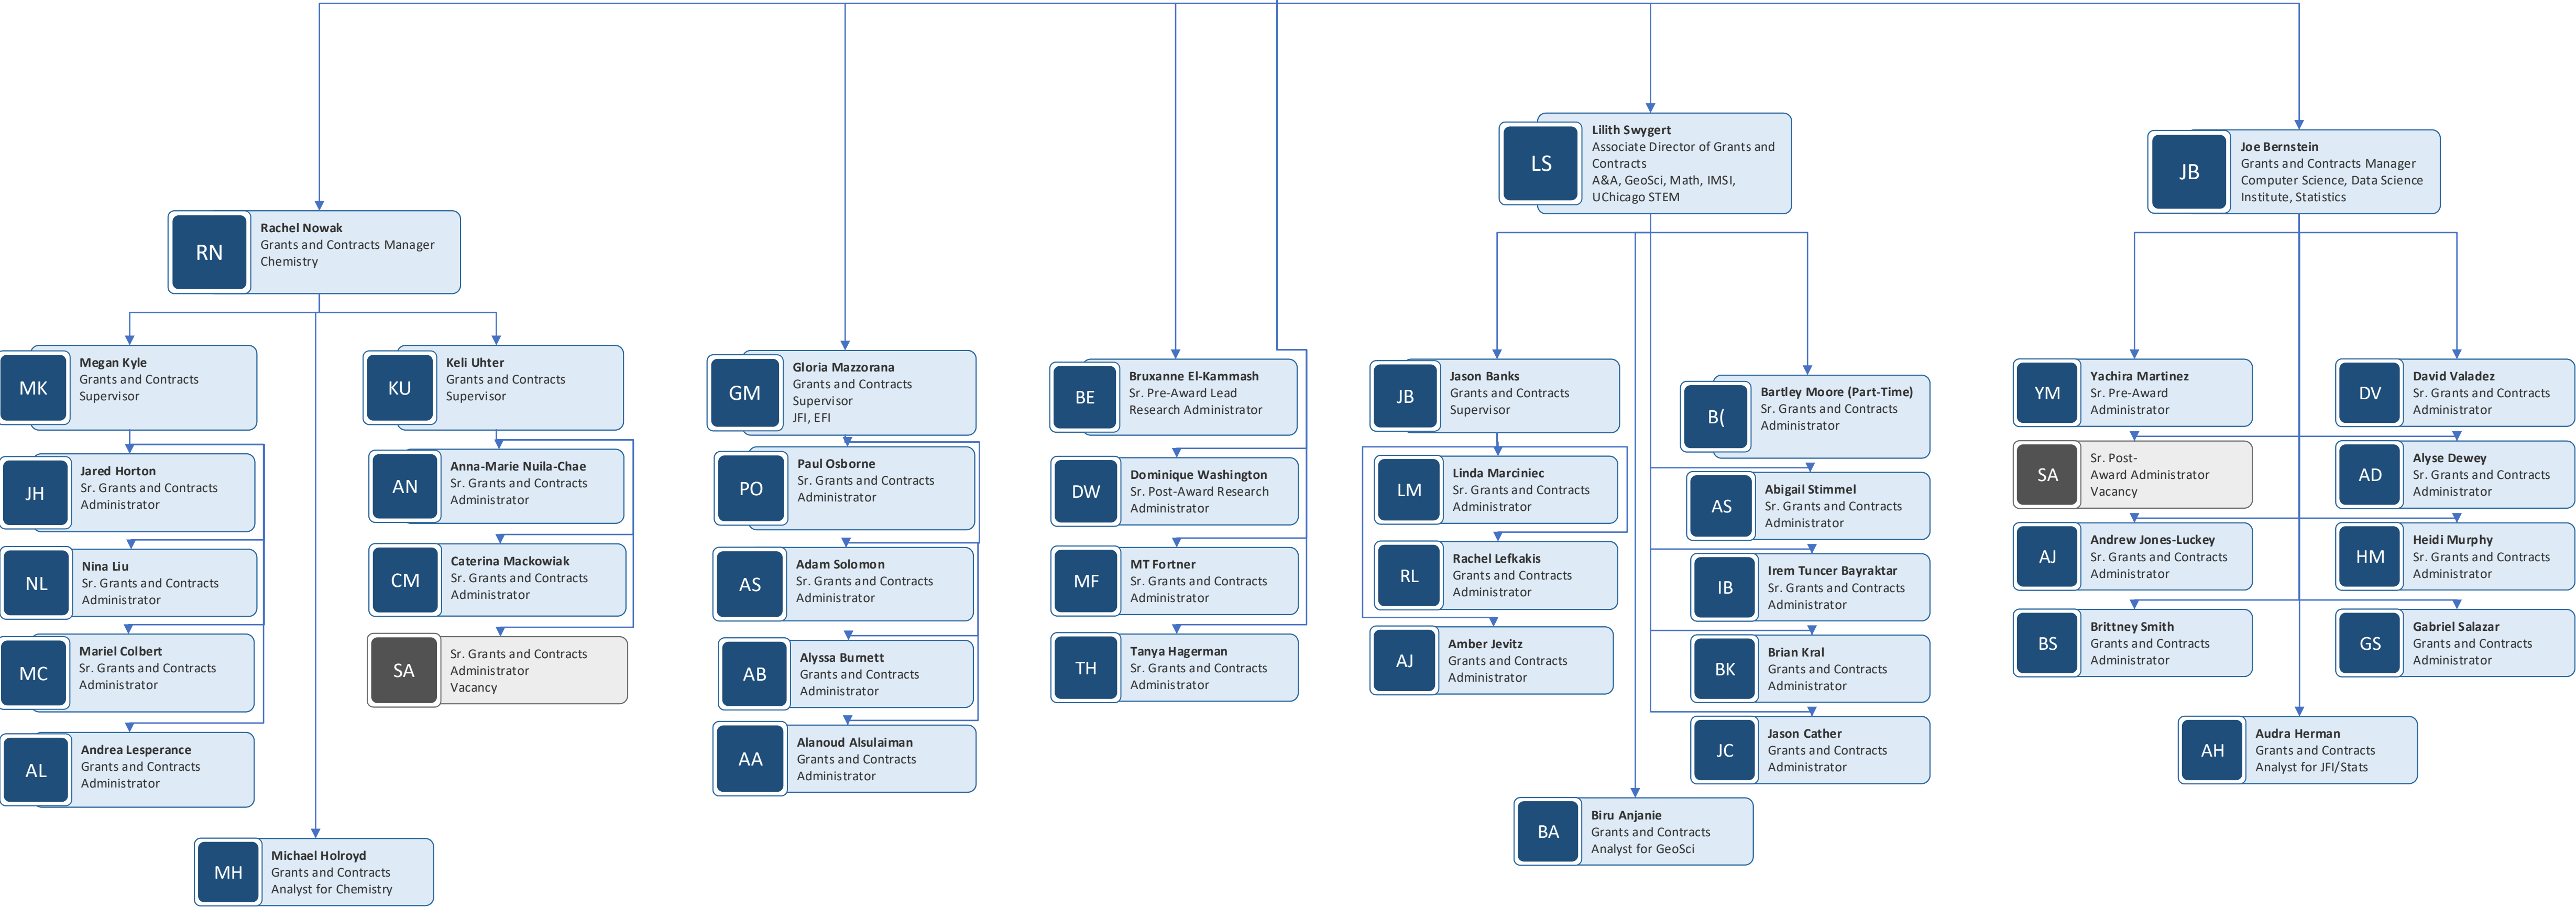 RN
Rachel Nowak
Grants and Contracts Manager
Chemistry
MK
Megan Kyle
Grants and Contracts
Supervisor
JH
Jared Horton
Sr. Grants and Contracts
Administrator
NL
Nina Liu
Sr. Grants and Contracts
Administrator
MC
Mariel Colbert
Sr. Grants and Contracts
Administrator
AL
Andrea Lesperance
Grants and Contracts
Administrator
KU
Keli Uhter
Grants and Contracts
Supervisor
AN
Anna-Marie Nuila-Chae
Sr. Grants and Contracts
Administrator
CM
Caterina Mackowiak
Sr. Grants and Contracts
Administrator
SA
Sr. Grants and Contracts
Administrator
Vacancy
MH
Michael Holroyd
Grants and Contracts
Analyst for Chemistry
GM
Gloria Mazzorana
Grants and Contracts
Supervisor
JFI, EFI
PO
Paul Osborne
Sr. Grants and Contracts
Administrator
AS
Adam Solomon
Sr. Grants and Contracts
Administrator
AB
Alyssa Burnett
Grants and Contracts
Administrator
AA
Alanoud Alsulaiman
Grants and Contracts
Administrator
BE
Bruxanne El-Kammash
Sr. Pre-Award Lead
Research Administrator
DW
Dominique Washington
Sr. Post-Award Research
Administrator
MF
MT Fortner
Sr. Grants and Contracts
Administrator
TH
Tanya Hagerman
Sr. Grants and Contracts
Administrator
LS
Lilith Swygert
Associate Director of Grants and
Contracts
A&A, GeoSci, Math, IMSI,
UChicago STEM
JB
Jason Banks
Grants and Contracts
Supervisor
LM
Linda Marciniec
Sr. Grants and Contracts
Administrator
RL
Rachel Lefkakis
Grants and Contracts
Administrator
AJ
Amber Jevitz
Grants and Contracts
Administrator
B(
Bartley Moore (Part-Time)
Sr. Grants and Contracts
Administrator
AS
Abigail Stimmel
Sr. Grants and Contracts
Administrator
IB
Irem Tuncer Bayraktar
Sr. Grants and Contracts
Administrator
BK
Brian Kral
Grants and Contracts
Administrator
JC
Jason Cather
Grants and Contracts
Administrator
BA
Biru Anjanie
Grants and Contracts
Analyst for GeoSci
JB
Joe Bernstein
Grants and Contracts Manager
Computer Science, Data Science
Institute, Statistics
YM
Yachira Martinez
Sr. Pre-Award
Administrator
SA
Sr. Post-
Award Administrator
Vacancy
AJ
Andrew Jones-Luckey
Sr. Grants and Contracts
Administrator
BS
Brittney Smith
Grants and Contracts
Administrator
DV
David Valadez
Sr. Grants and Contracts
Administrator
AD
Alyse Dewey
Sr. Grants and Contracts
Administrator
HM
Heidi Murphy
Sr. Grants and Contracts
Administrator
GS
Gabriel Salazar
Grants and Contracts
Administrator
AH
Audra Herman
Grants and Contracts
Analyst for JFI/Stats